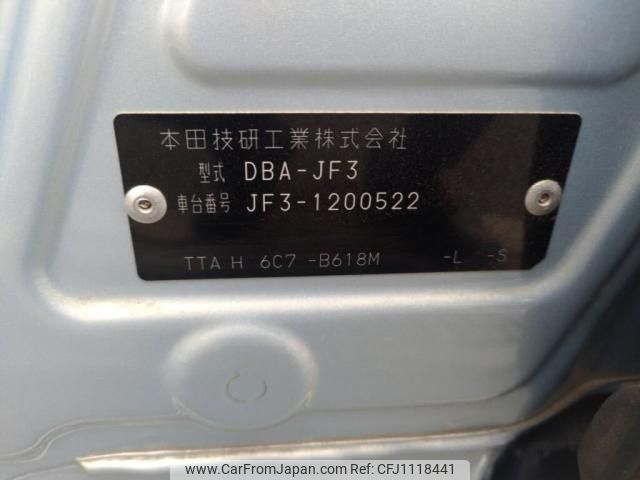 本田技研工業株式会社
型式 DBA-JF3
車台番号 JF3-1200522
TTA H 6C7 -B618M -L -S
www.CarFromJapan.com ID:CFJ1118441